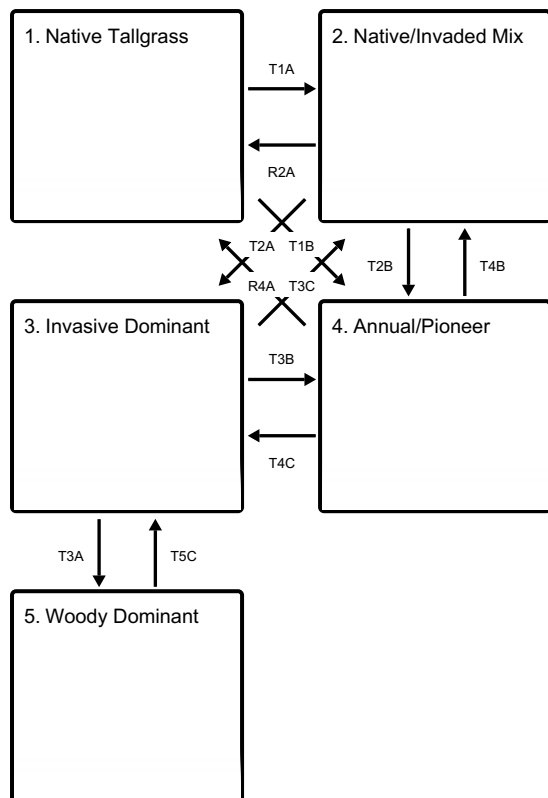 1. Native Tallgrass
2. Native/Invaded Mix
T1A
R2A
T2A
T1B
T2B
T4B
R4A
T3C
3. Invasive Dominant
4. Annual/Pioneer
T3B
T4C
T3A
T5C
5. Woody Dominant